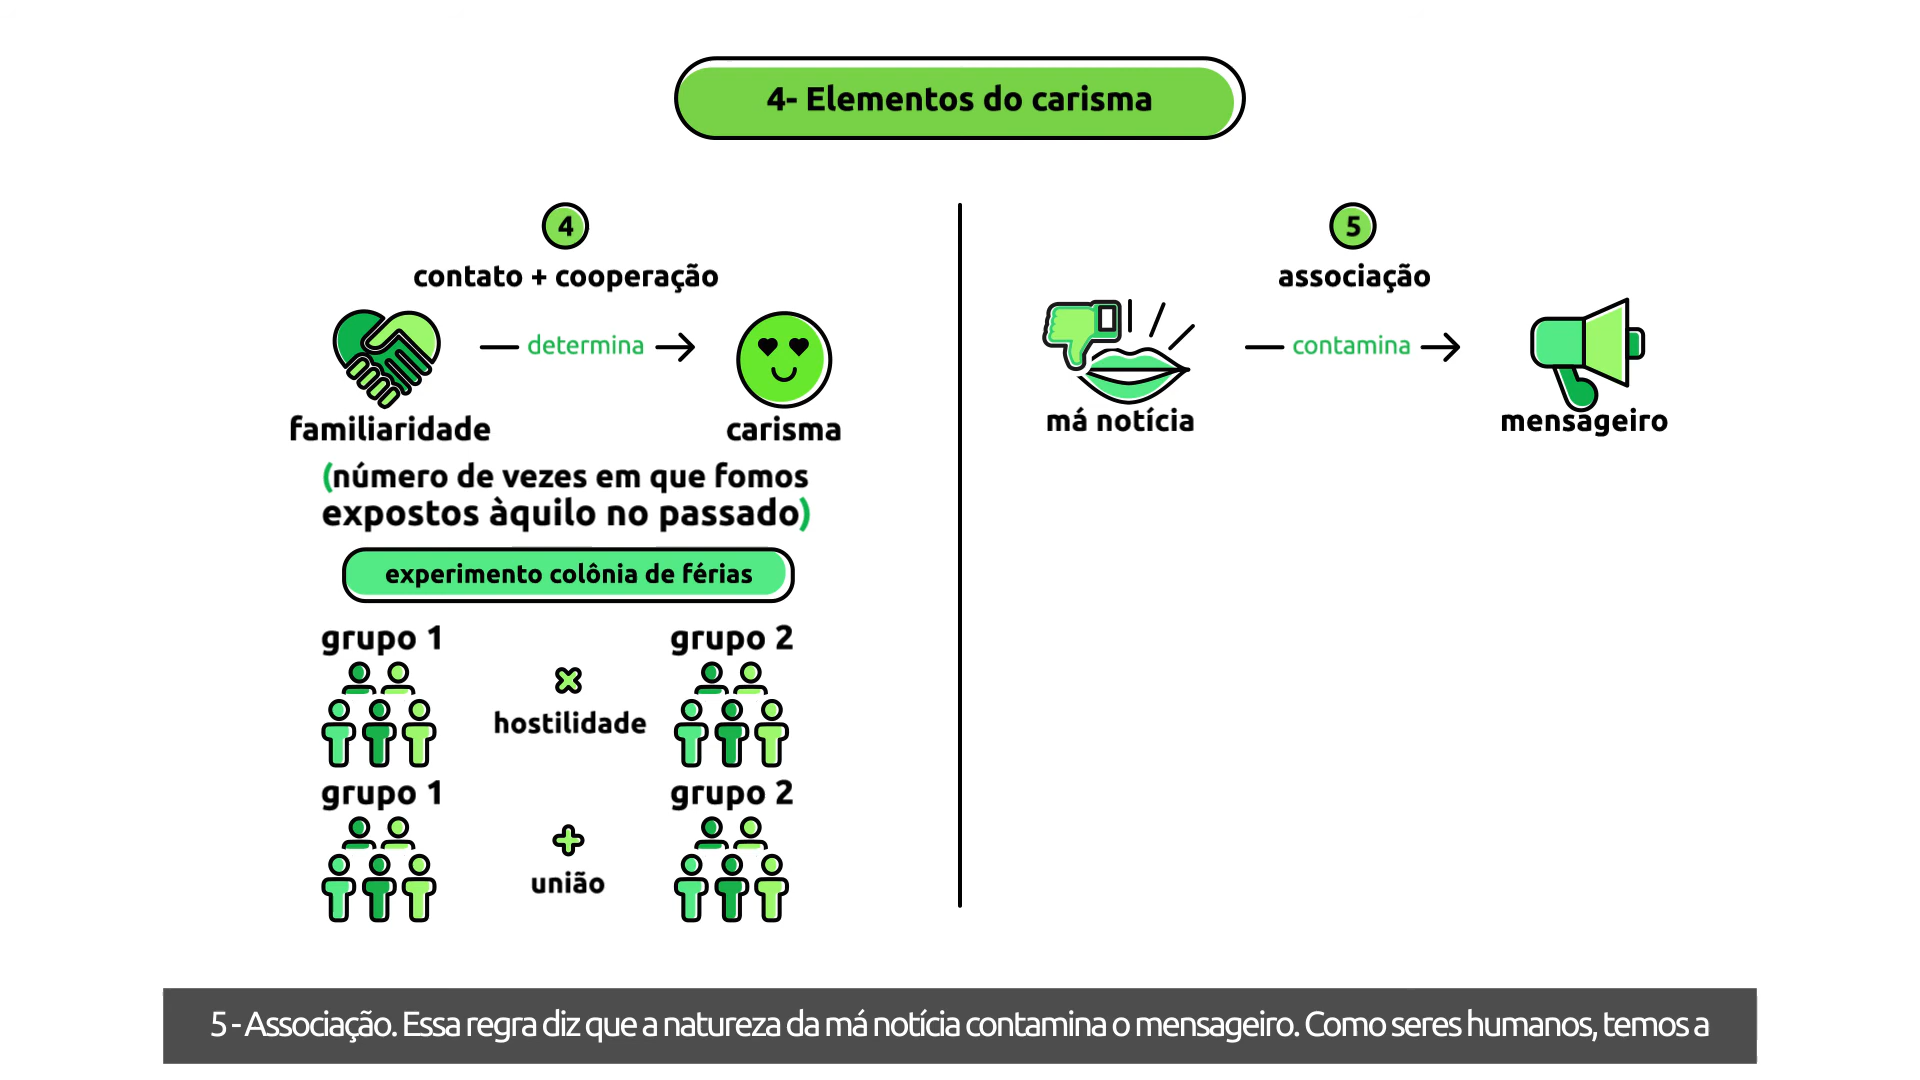 4- Elementos do carisma
4
contato + cooperação
determina
familiaridade
carisma
(número de vezes em que fomos
expostos àquilo no passado)
experimento colônia de férias
grupo 1
grupo 2
hostilidade
grupo 1
grupo 2
união
5
associação
contamina
má notícia
mensageiro
5 - Associação. Essa regra diz que a natureza da má notícia contamina o mensageiro. Como seres humanos, temos a